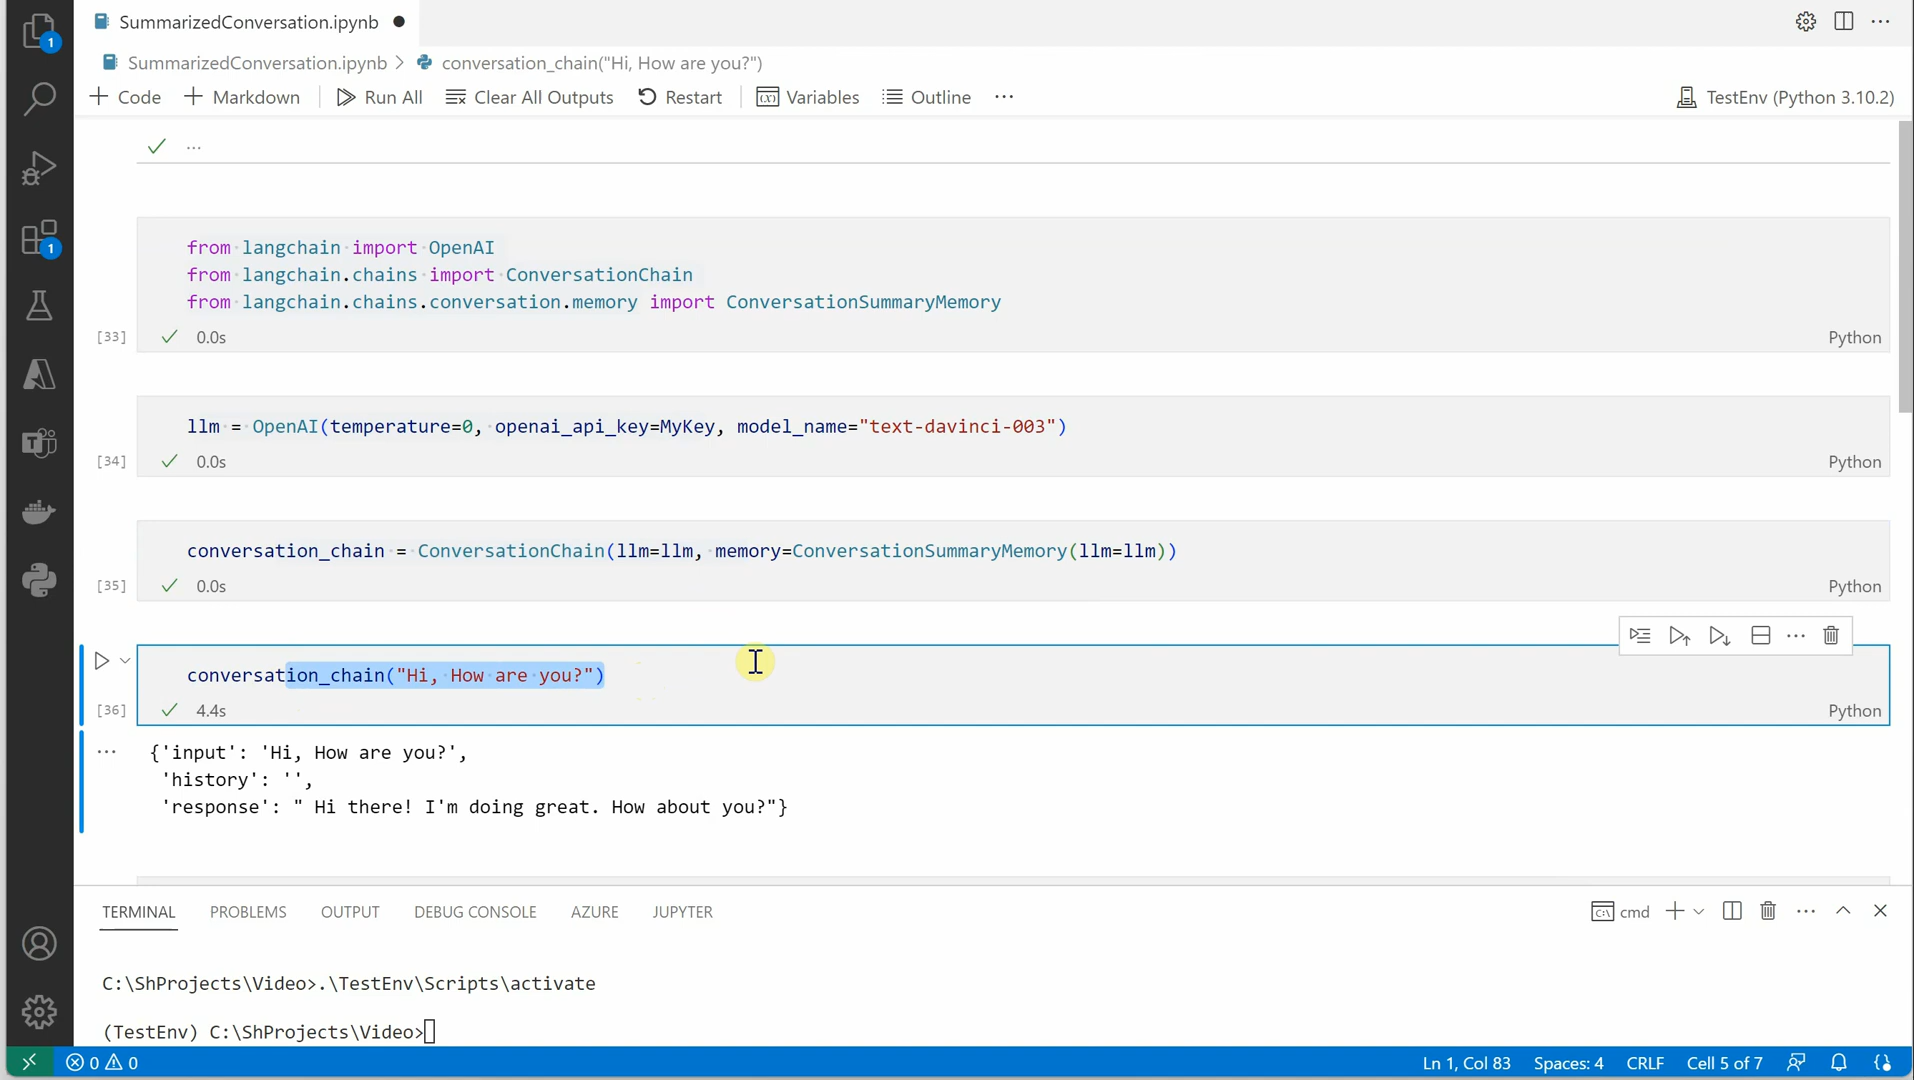 SummarizedConversation.ipynb
SummarizedConversation.ipynb > conversation_chain("Hi, How are you?")
Code Markdown Run All Clear All Outputs Restart Variables Outline ... TestEnv (Python 3.10.2)
...
from langchain import OpenAI
from langchain.chains import ConversationChain
from langchain.chains.conversation.memory import ConversationSummaryMemory
[33] 0.0s Python
llm = OpenAI(temperature=0, openai_api_key=MyKey, model_name="text-davinci-003")
[34] 0.0s Python
conversation_chain = ConversationChain(llm=llm, memory=ConversationSummaryMemory(llm=llm))
[35] 0.0s Python
conversation_chain("Hi, How are you?")
[36] 4.4s Python
{'input': 'Hi, How are you?',
'history': '',
'response': " Hi there! I'm doing great. How about you?"}
TERMINAL PROBLEMS OUTPUT DEBUG CONSOLE AZURE JUPYTER cmd
C:\ShProjects\Video>.\TestEnv\Scripts\activate
(TestEnv) C:\ShProjects\Video>
0 0 Ln 1, Col 83 Spaces: 4 CRLF Cell 5 of 7
1
1